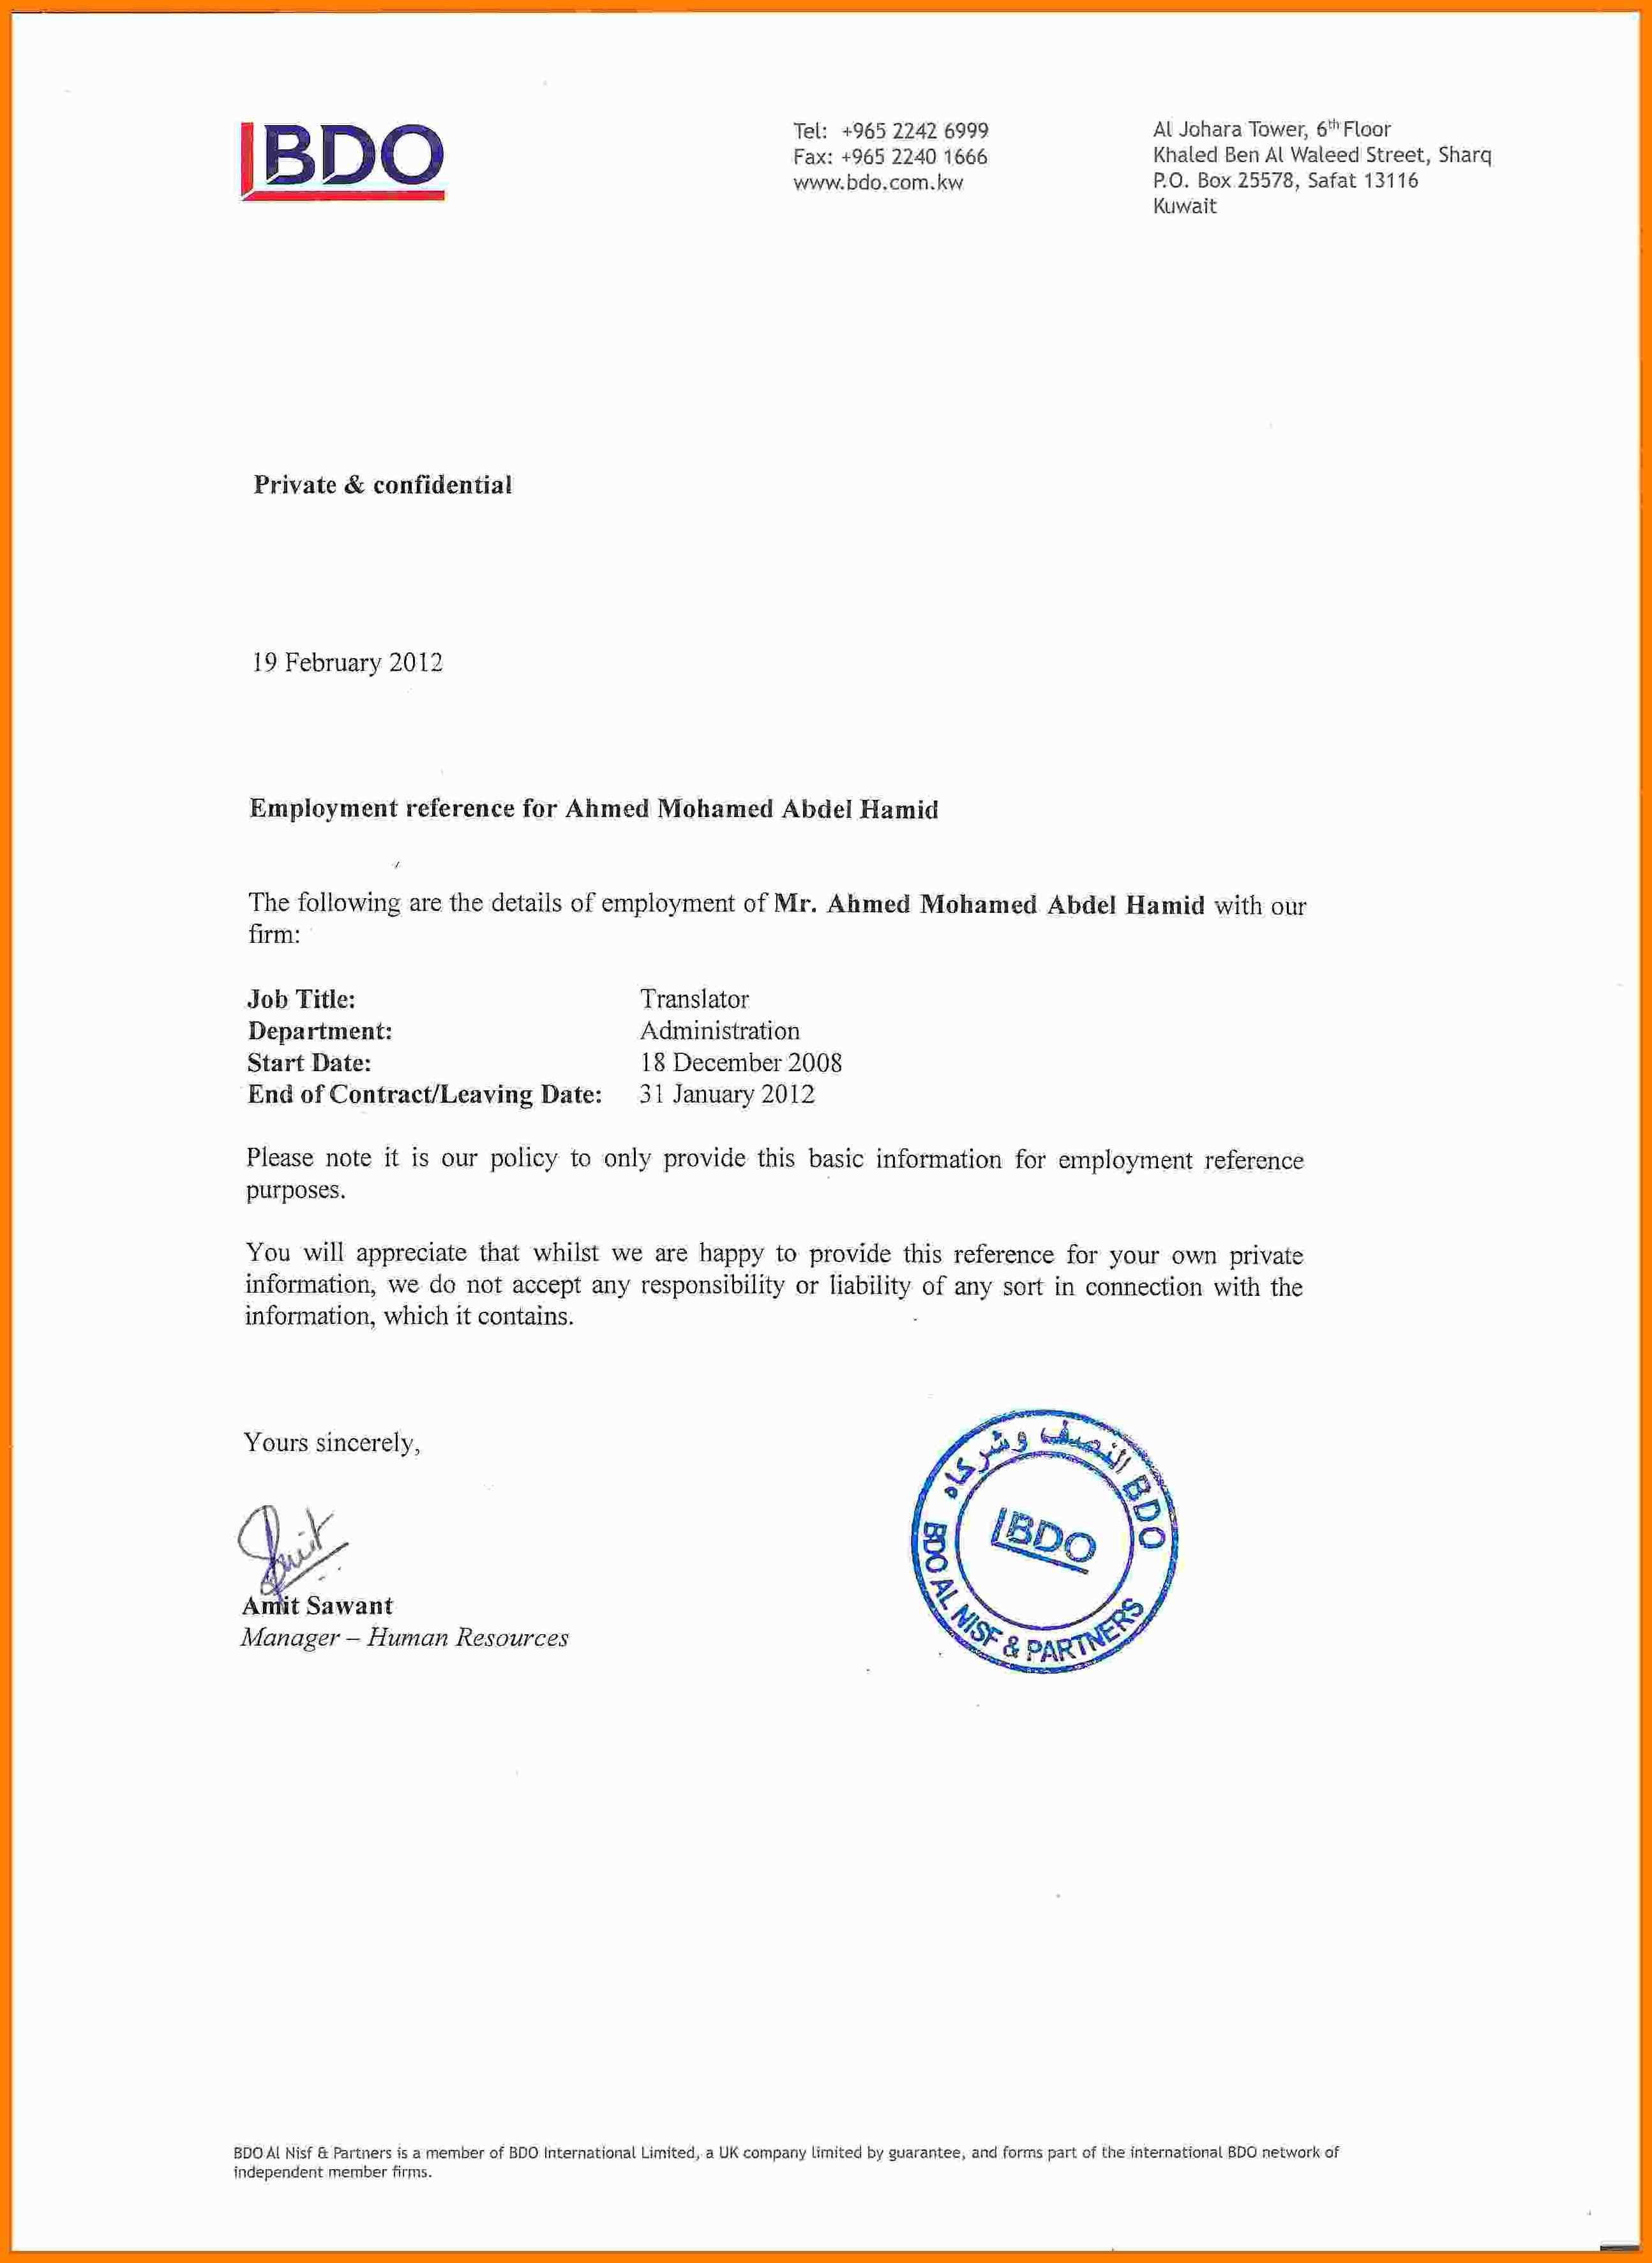 BDO
Tel: +965 2242 6999
Fax: +965 2240 1666
www.bdo.com.kw
Al Johara Tower, 6th Floor
Khaled Ben Al Waleed Street, Sharq
P.O. Box 25578, Safat 13116
Kuwait
Private & confidential
19 February 2012
Employment reference for Ahmed Mohamed Abdel Hamid
The following are the details of employment of Mr. Ahmed Mohamed Abdel Hamid with our
firm:
Job Title: Translator
Department: Administration
Start Date: 18 December 2008
End of Contract/Leaving Date: 31 January 2012
Please note it is our policy to only provide this basic information for employment reference
purposes.
You will appreciate that whilst we are happy to provide this reference for your own private
information, we do not accept any responsibility or liability of any sort in connection with the
information, which it contains.
Yours sincerely,
Amit
Amit Sawant
Manager – Human Resources
BDO النصف وشركاه
BDO
BDO AL NISF & PARTNERS
BDO Al Nisf & Partners is a member of BDO International Limited, a UK company limited by guarantee, and forms part of the international BDO network of
independent member firms.